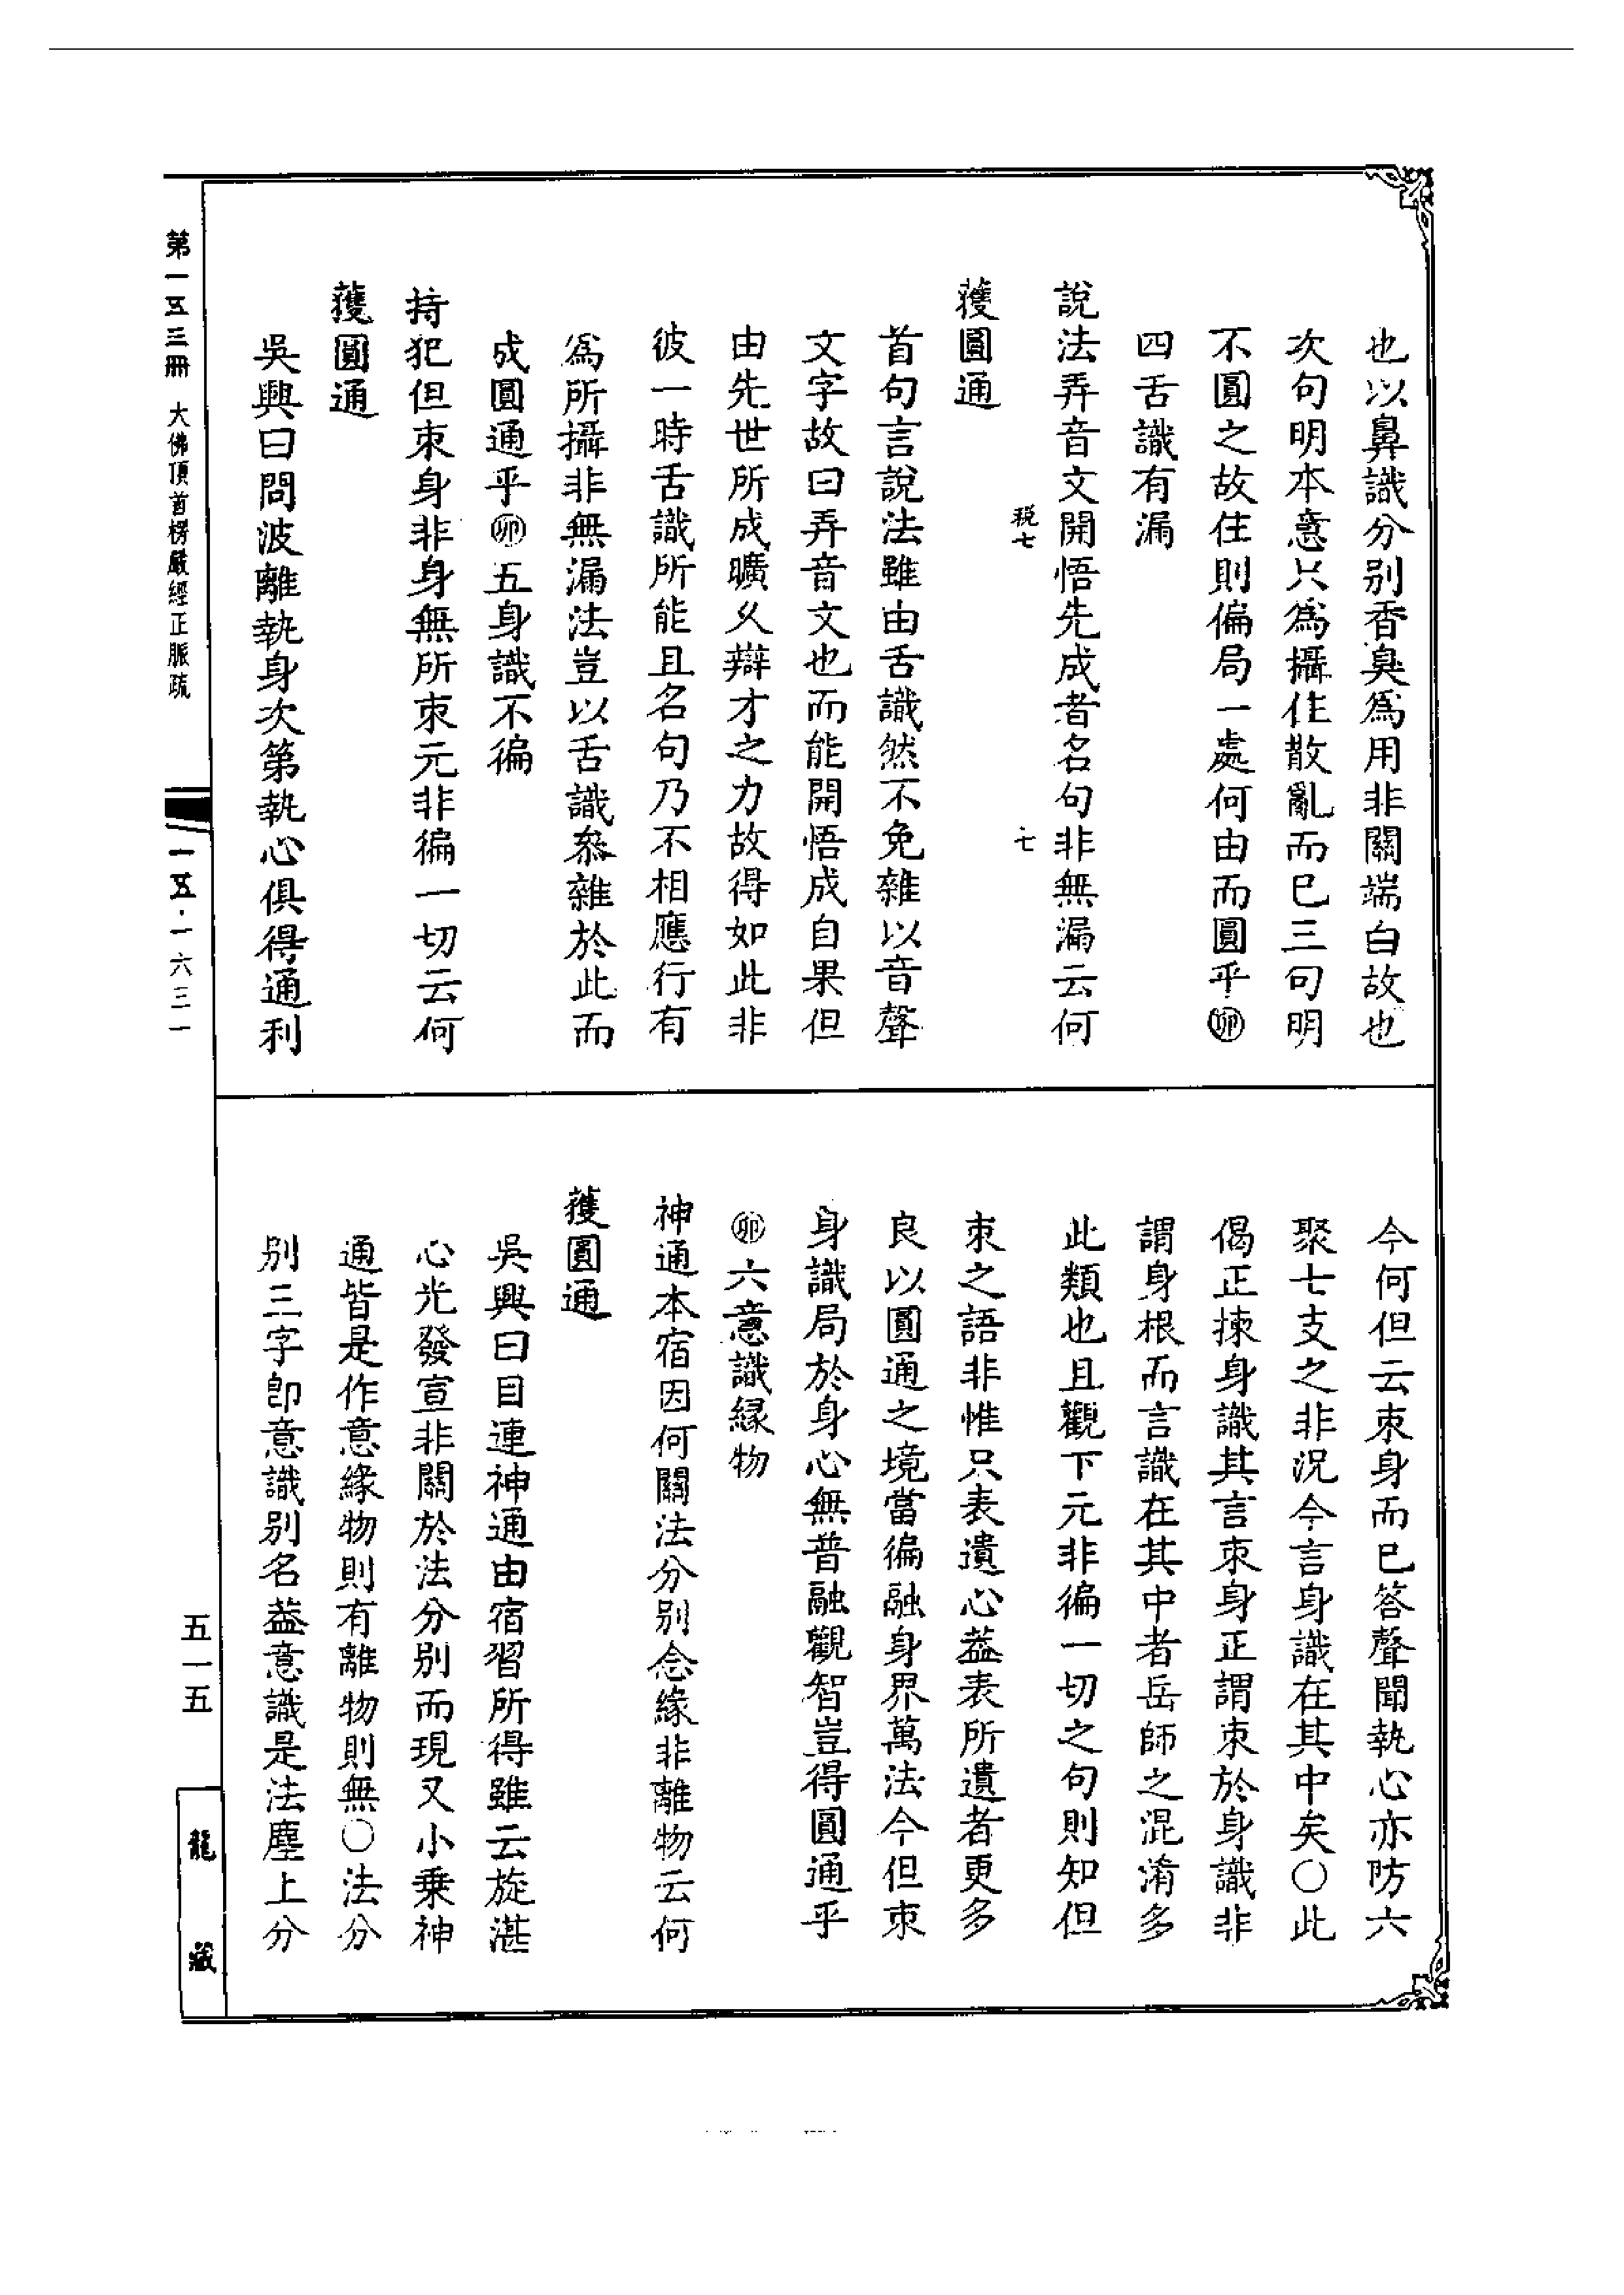 也以鼻識分別香臭為用非關端白故也
次句明本意只為攝住散亂而已三句明
不圓之故住則偏局一處何由而圓乎㊞卯
四舌識有漏
說法弄音文開悟先成者名句非無漏云何
稅七　七
獲圓通
首句言說法雖由舌識然不免雜以音聲
文字故曰弄音文也而能開悟成自果但
由先世所成曠久辯才之力故得如此非
彼一時舌識所能且名句乃不相應行有
為所攝非無漏法豈以舌識叅雜於此而
成圓通乎卯五身識不徧
持犯但束身非身無所束元非徧一切云何
獲圓通
吳興曰問波離執身次第執心俱得通利
今何但云束身而已答聲聞執心亦防六
聚七支之非況今言身識在其中矣○此
偈正揀身識其言束身正謂束於身識非
謂身根而言識在其中者岳師之混淆多
此類也且觀下元非徧一切之句則知但
束之語非惟只表遺心葢表所遺者更多
良以圓通之境當徧融身界萬法今但束
身識局於身心無普融觀智豈得圓通乎
卯六意識緣物
神通本宿因何關法分別念緣非離物云何
獲圓通
吳興曰目連神通由宿習所得雖云旋湛
心光發宣非關於法分別而現又小乗神
通皆是作意緣物則有離物則無○法分
別三字卽意識別名葢意識是法塵上分
第一五三冊　大佛頂首楞嚴經正脈疏
一五·一六三一
五一五
龍藏